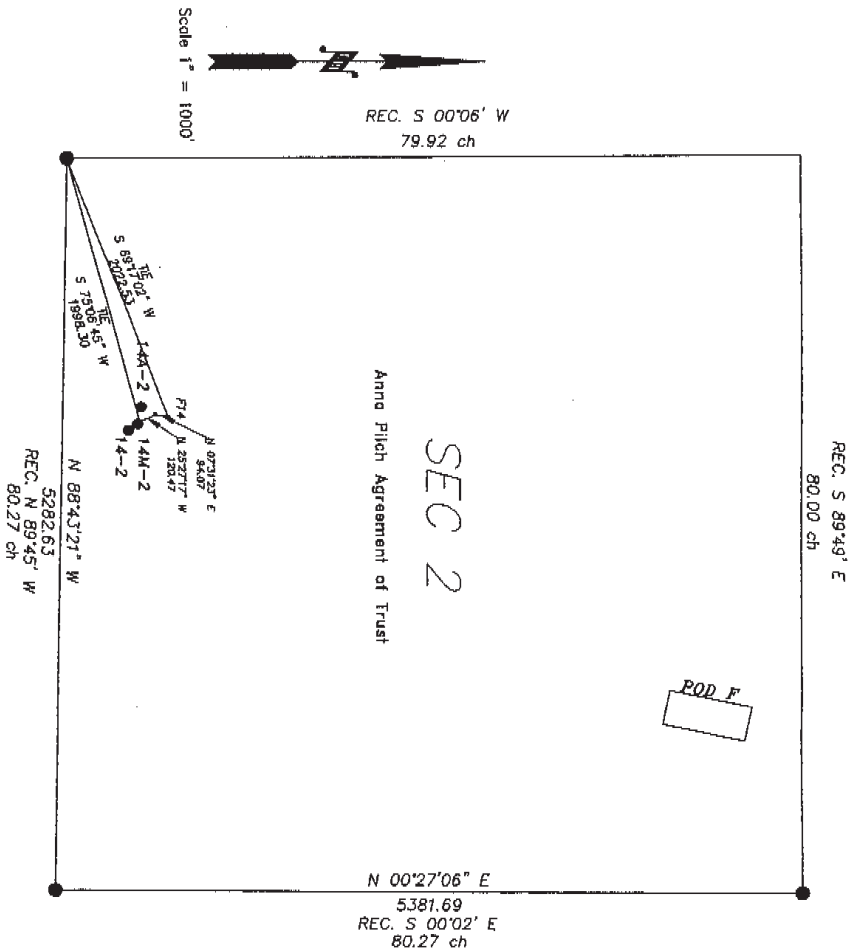 Scale 1" = 1000'
REC. S 00°06' W
79.92 ch
REC. S 89°49' E
80.00 ch
SEC 2
Anna Pilch Agreement of Trust
POD F
TIE
S 69°17'02" W
2022.53
TIE
S 75°06'45" W
1998.30
14A-2
14M-2
14-2
F14
N 07°31'23" E
94.07
N 25°27'17" W
120.47
N 88°43'21" W
5282.63
REC. N 89°45' W
80.27 ch
N 00°27'06" E
5381.69
REC. S 00°02' E
80.27 ch